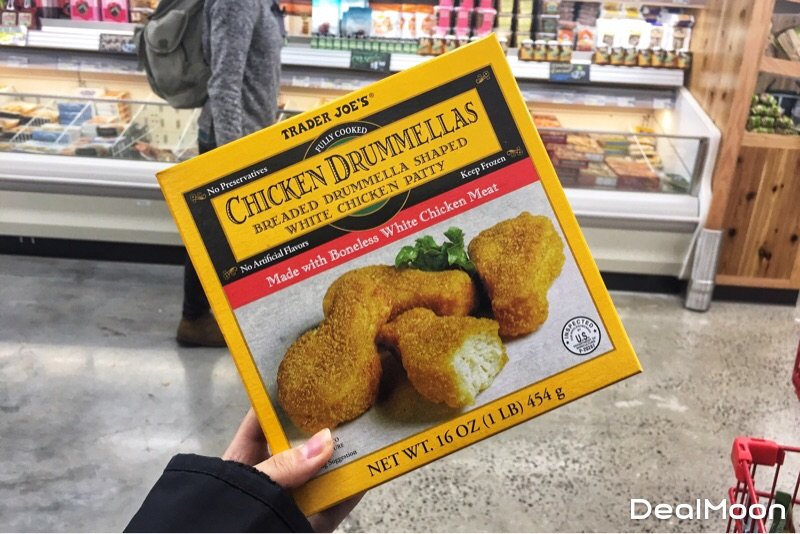 TRADER JOE'S®
FULLY COOKED
No Preservatives
CHICKEN DRUMMELLAS
BREADED DRUMMELLA SHAPED
WHITE CHICKEN PATTY
Keep Frozen
No Artificial Flavors
Made with Boneless White Chicken Meat
INSPECTED
U.S.
NET WT. 16 OZ (1 LB) 454 g
Suggestion
DealMoon